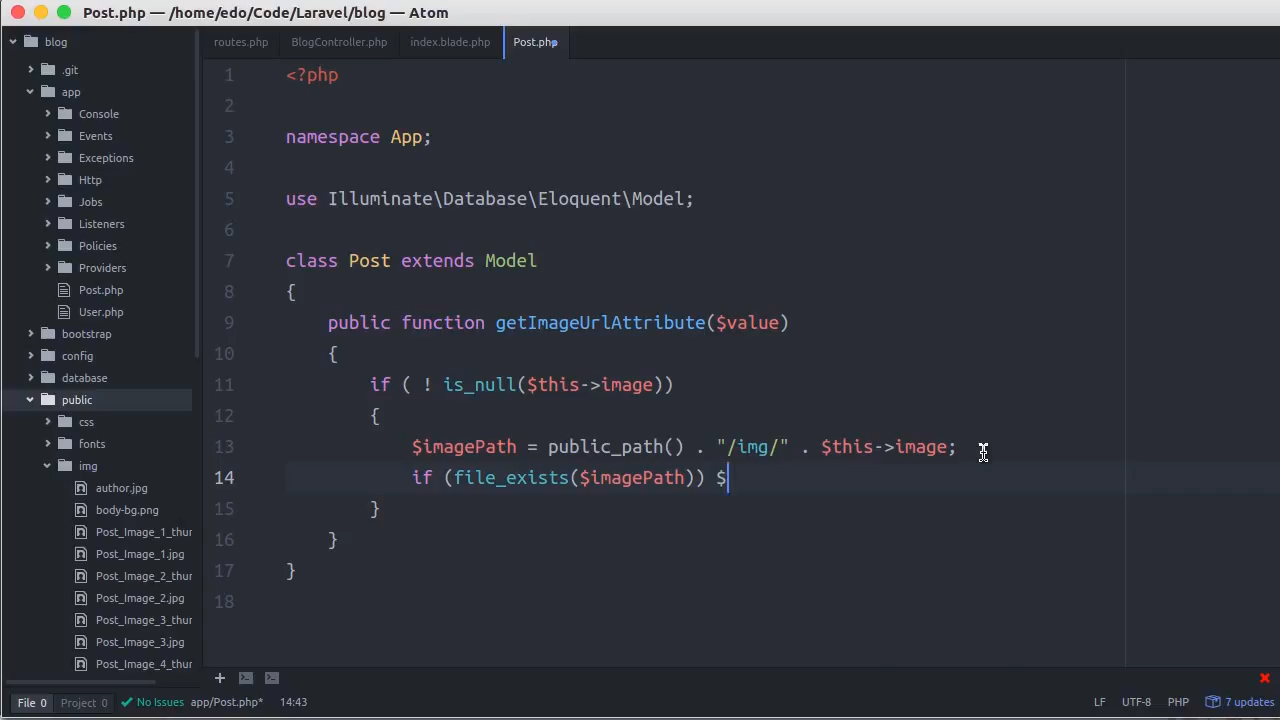 Post.php — /home/edo/Code/Laravel/blog — Atom
blog
.git
app
Console
Events
Exceptions
Http
Jobs
Listeners
Policies
Providers
Post.php
User.php
bootstrap
config
database
public
css
fonts
img
author.jpg
body-bg.png
Post_Image_1_thur
Post_Image_1.jpg
Post_Image_2_thur
Post_Image_2.jpg
Post_Image_3_thur
Post_Image_3.jpg
Post_Image_4_thur
routes.php BlogController.php index.blade.php Post.php
1 <?php
2
3 namespace App;
4
5 use Illuminate\Database\Eloquent\Model;
6
7 class Post extends Model
8 {
9 public function getImageUrlAttribute($value)
10 {
11 if ( ! is_null($this->image))
12 {
13 $imagePath = public_path() . "/img/" . $this->image;
14 if (file_exists($imagePath)) $
15 }
16 }
17 }
18
File 0 Project 0 No Issues app/Post.php* 14:43 LF UTF-8 PHP 7 updates